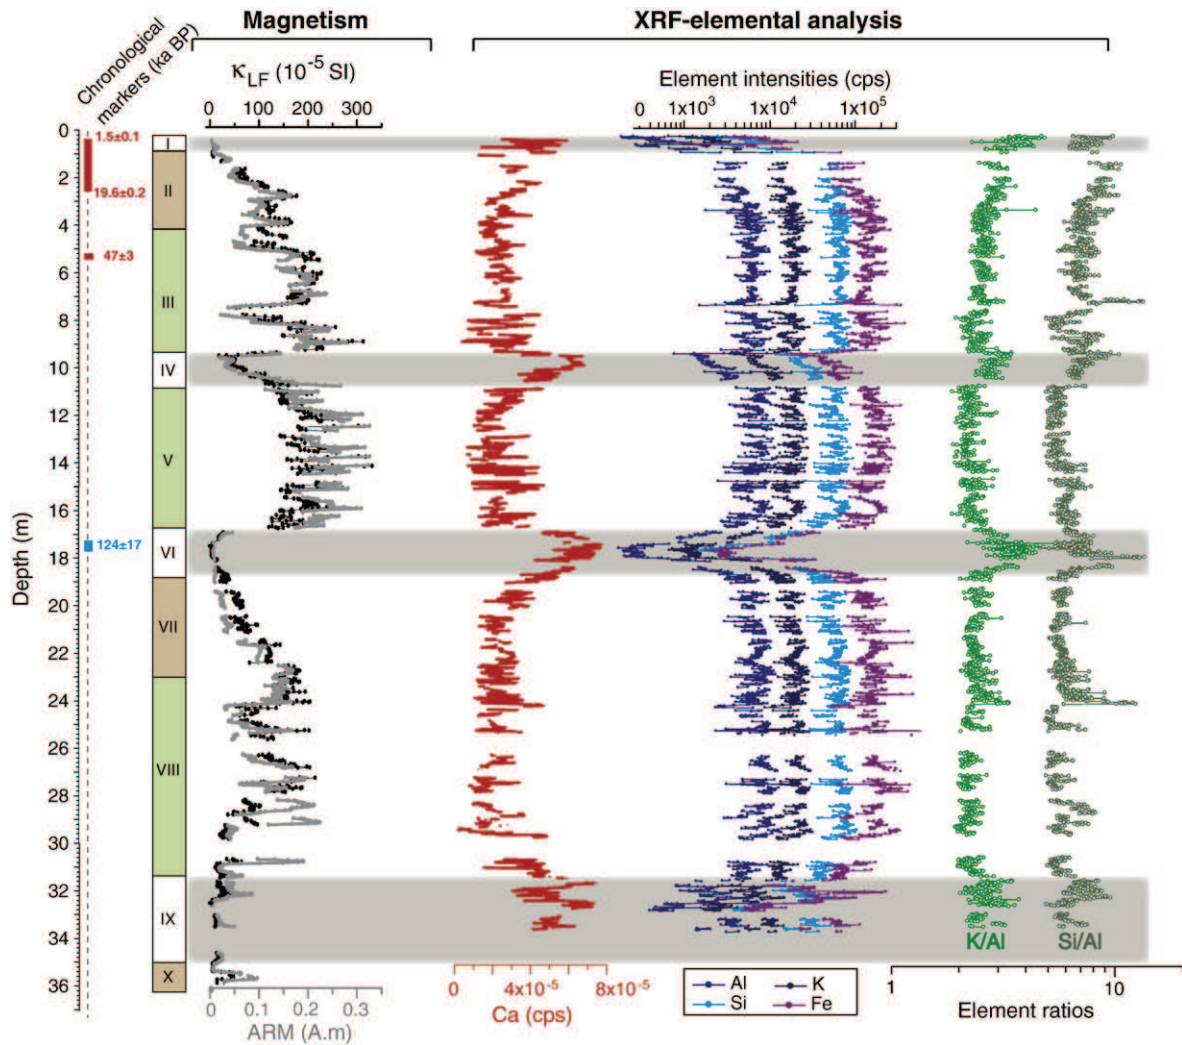 Magnetism
XRF-elemental analysis
Chronological
markers (ka BP)
κLF (10-5 SI)
Element intensities (cps)
0 100 200 300
0 1x10³ 1x10⁴ 1x10⁵
Depth (m)
0
2
4
6
8
10
12
14
16
18
20
22
24
26
28
30
32
34
36
1.5±0.1
19.6±0.2
47±3
124±17
I
II
III
IV
V
VI
VII
VIII
IX
X
K/Al
Si/Al
0 0.1 0.2 0.3
ARM (A.m)
0 4x10-5 8x10-5
Ca (cps)
Al K
Si Fe
1 2 10
Element ratios